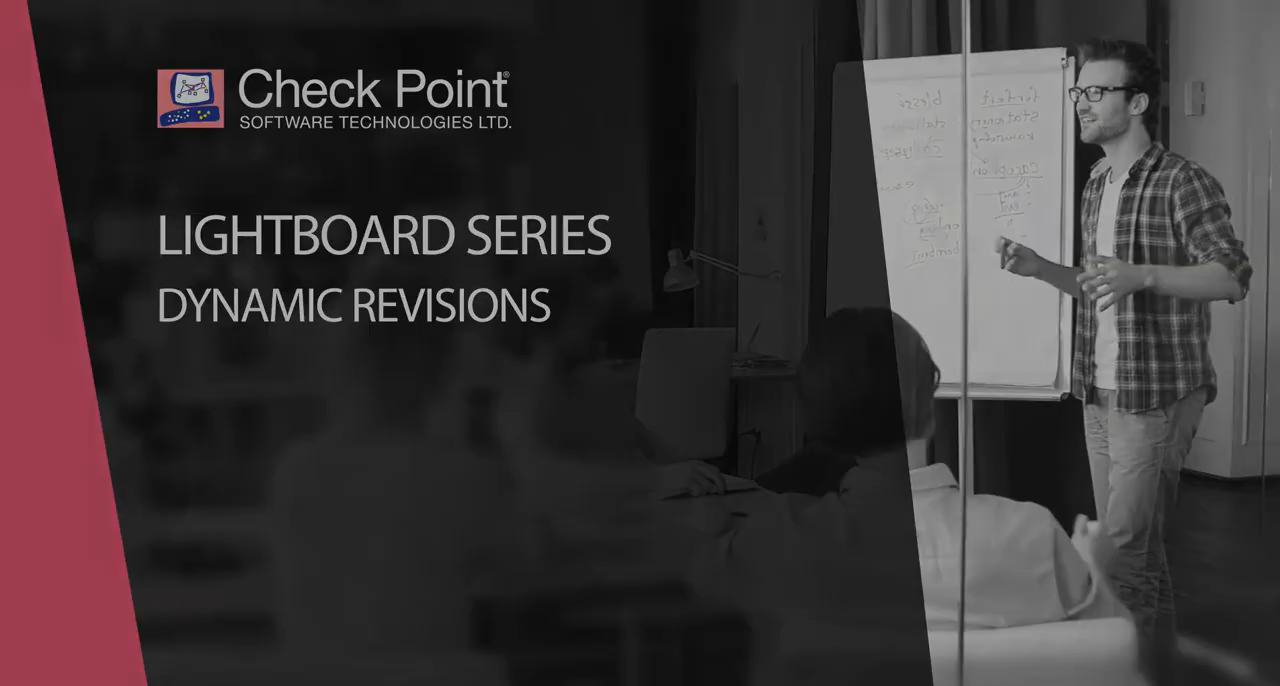 Check Point®
SOFTWARE TECHNOLOGIES LTD.
LIGHTBOARD SERIES
DYNAMIC REVISIONS